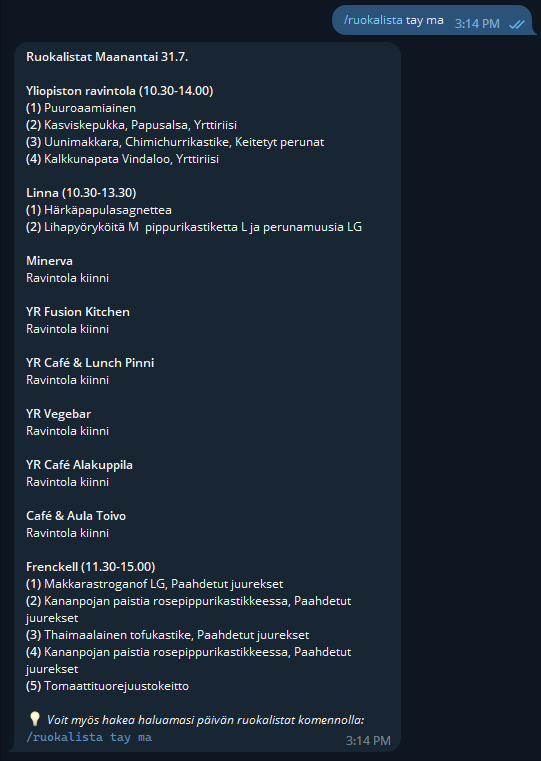 /ruokalista tay ma 3:14 PM
Ruokalistat Maanantai 31.7.
Yliopiston ravintola (10.30-14.00)
(1) Puuroaamiainen
(2) Kasviskepukka, Papusalsa, Yrttiriisi
(3) Uunimakkara, Chimichurrikastike, Keitetyt perunat
(4) Kalkkunapata Vindaloo, Yrttiriisi
Linna (10.30-13.30)
(1) Härkäpapulasagnettea
(2) Lihapyöryköitä M  pippurikastiketta L ja perunamuusia LG
Minerva
Ravintola kiinni
YR Fusion Kitchen
Ravintola kiinni
YR Café & Lunch Pinni
Ravintola kiinni
YR Vegebar
Ravintola kiinni
YR Café Alakuppila
Ravintola kiinni
Café & Aula Toivo
Ravintola kiinni
Frenckell (11.30-15.00)
(1) Makkarastroganof LG, Paahdetut juurekset
(2) Kananpojan paistia rosepippurikastikkeessa, Paahdetut
juurekset
(3) Thaimaalainen tofukastike, Paahdetut juurekset
(4) Kananpojan paistia rosepippurikastikkeessa, Paahdetut
juurekset
(5) Tomaattituorejuustokeitto
💡 Voit myös hakea haluamasi päivän ruokalistat komennolla:
/ruokalista tay ma 3:14 PM